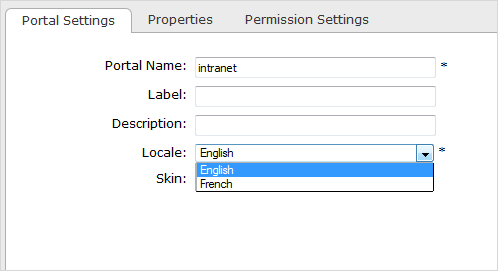 Portal Settings Properties Permission Settings
Portal Name: intranet *
Label:
Description:
Locale: English *
English
Skin: French